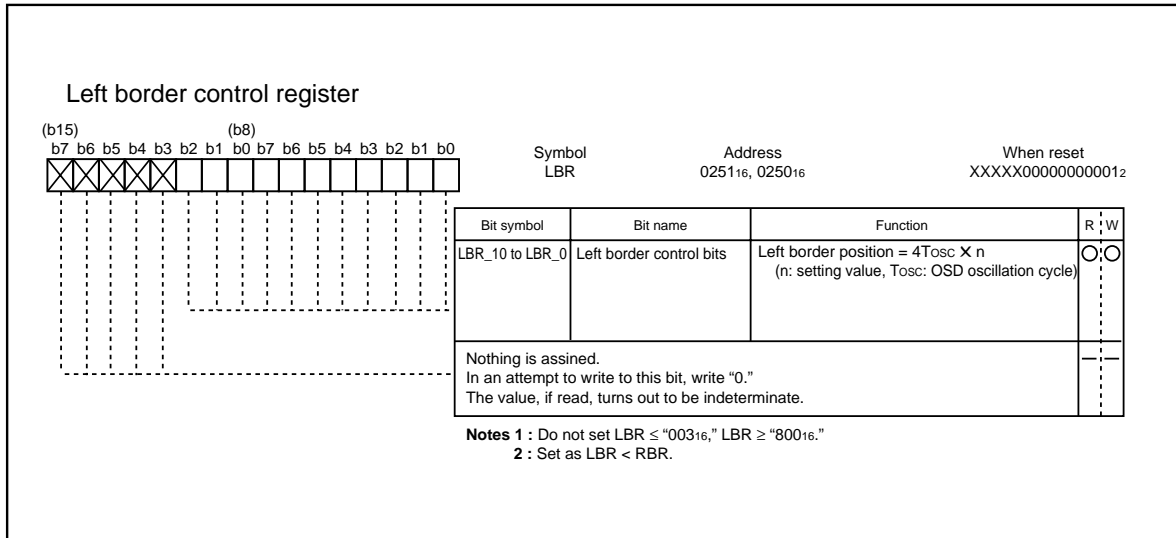 Left border control register
(b15) (b8)
b7 b6 b5 b4 b3 b2 b1 b0 b7 b6 b5 b4 b3 b2 b1 b0
Symbol Address When reset
LBR 025116, 025016 XXXXX000000000012
Bit symbol Bit name Function R W
LBR_10 to LBR_0 Left border control bits Left border position = 4TOSC X n
(n: setting value, TOSC: OSD oscillation cycle)
Nothing is assined.
In an attempt to write to this bit, write “0.”
The value, if read, turns out to be indeterminate.
Notes 1 : Do not set LBR ≤ “00316,” LBR ≥ “80016.”
2 : Set as LBR < RBR.